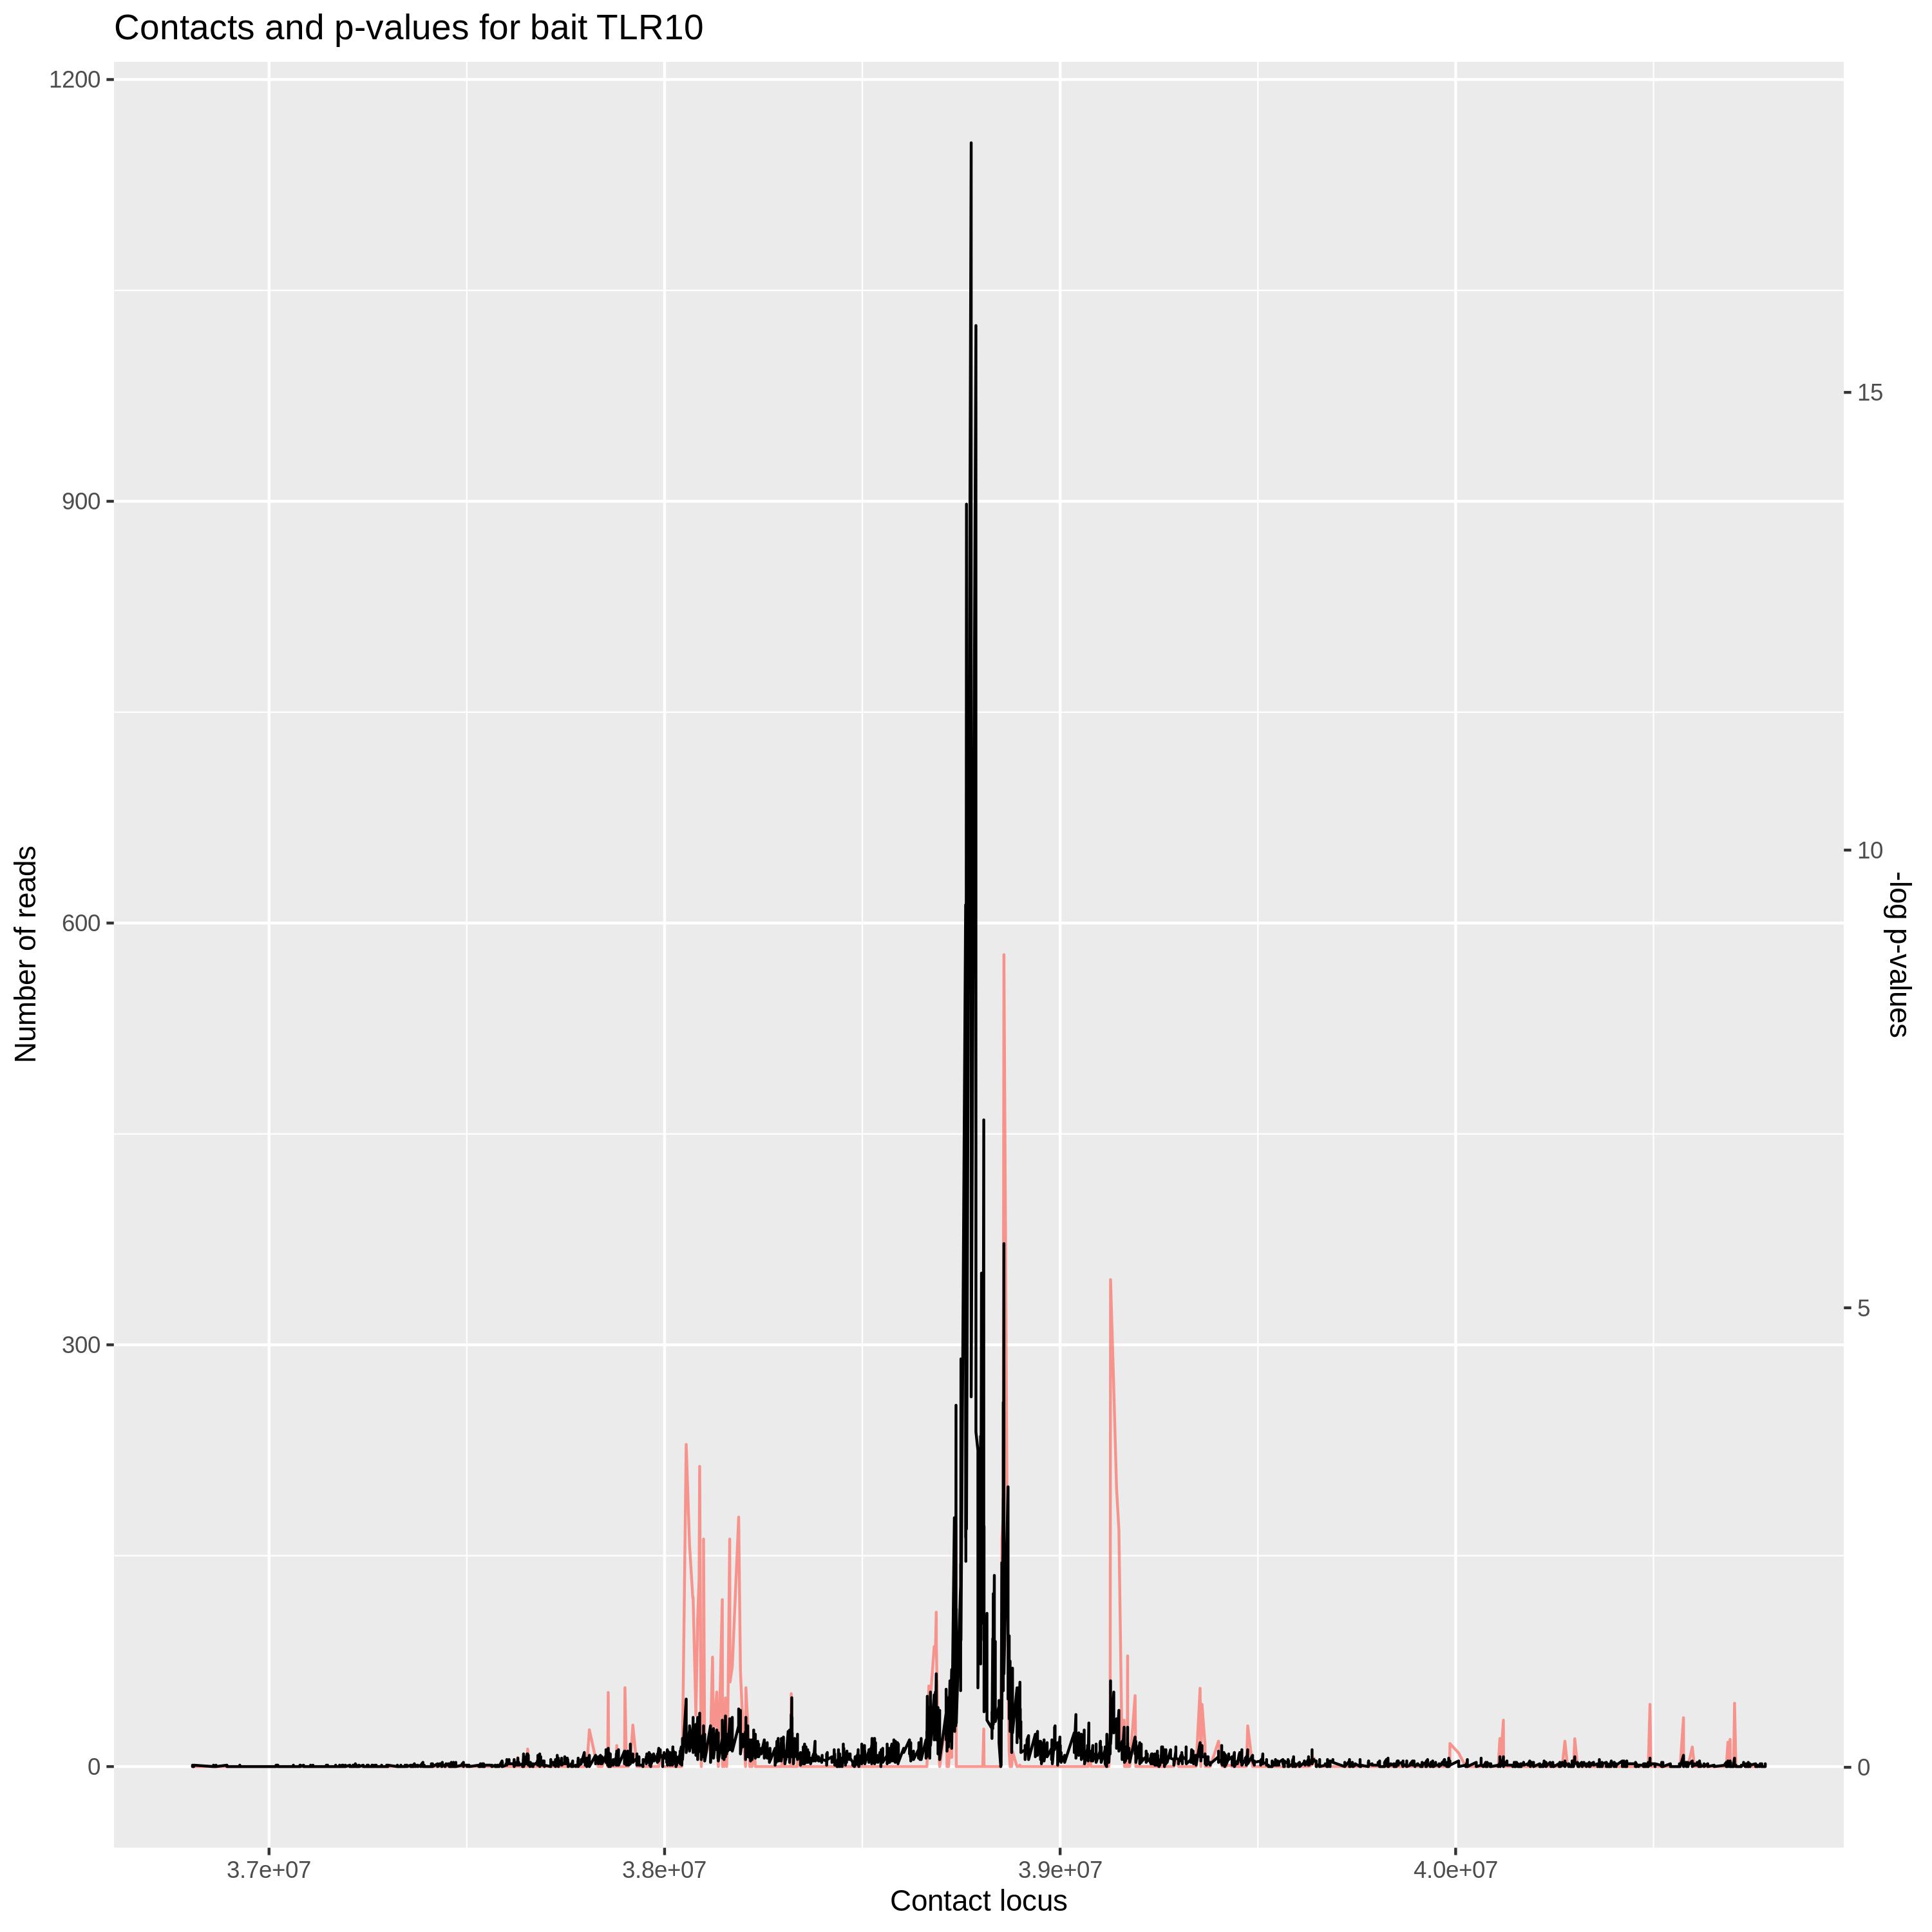 Contacts and p-values for bait TLR10
1200
900
600
300
0
Number of reads
15
10
5
0
-log p-values
3.7e+07
3.8e+07
3.9e+07
4.0e+07
Contact locus